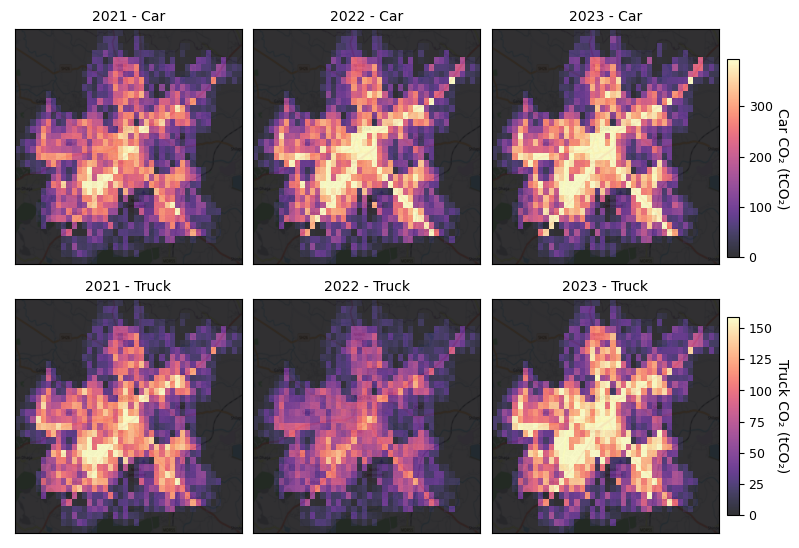 2021 - Car
2022 - Car
2023 - Car
300
200
100
0
Car CO₂ (tCO₂)
2021 - Truck
2022 - Truck
2023 - Truck
150
125
100
75
50
25
0
Truck CO₂ (tCO₂)